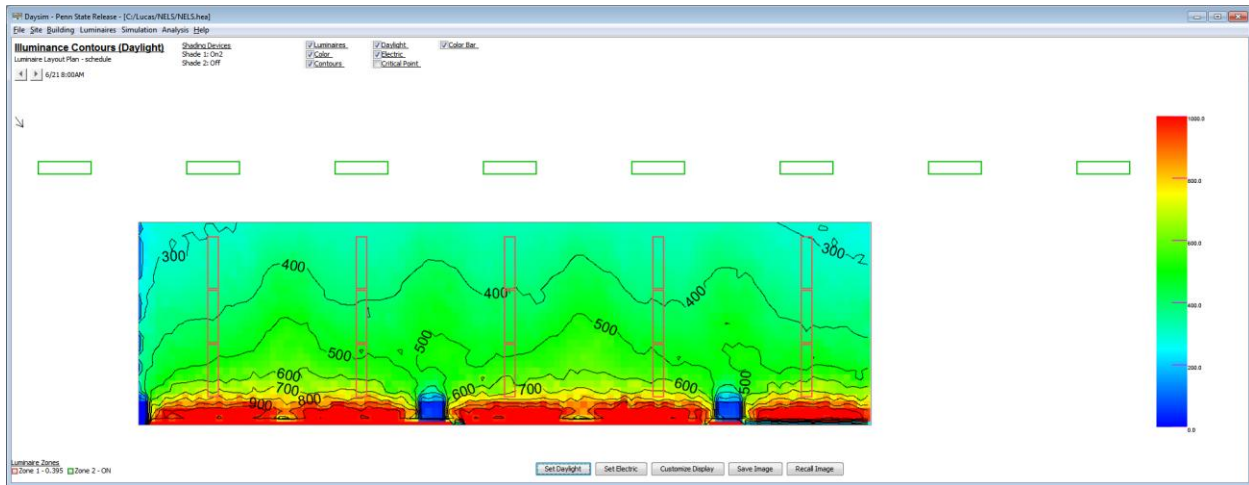 Daysim - Penn State Release - [C:/Lucas/NELS/NELS.hea]
File Site Building Luminaires Simulation Analysis Help
Illuminance Contours (Daylight)
Luminaire Layout Plan - schedule
6/21 8:00AM
Shading Devices
Shade 1: On2
Shade 2: Off
Luminaires Daylight Color Bar
Color Electric
Contours Critical Point
1000.0
800.0
600.0
400.0
200.0
0.0
300 300
400 400 400
500 500 500 500
600 600 600
700 700
900 800
Luminaire Zones
Zone 1 - 0.395 Zone 2 - ON
Set Daylight Set Electric Customize Display Save Image Recall Image